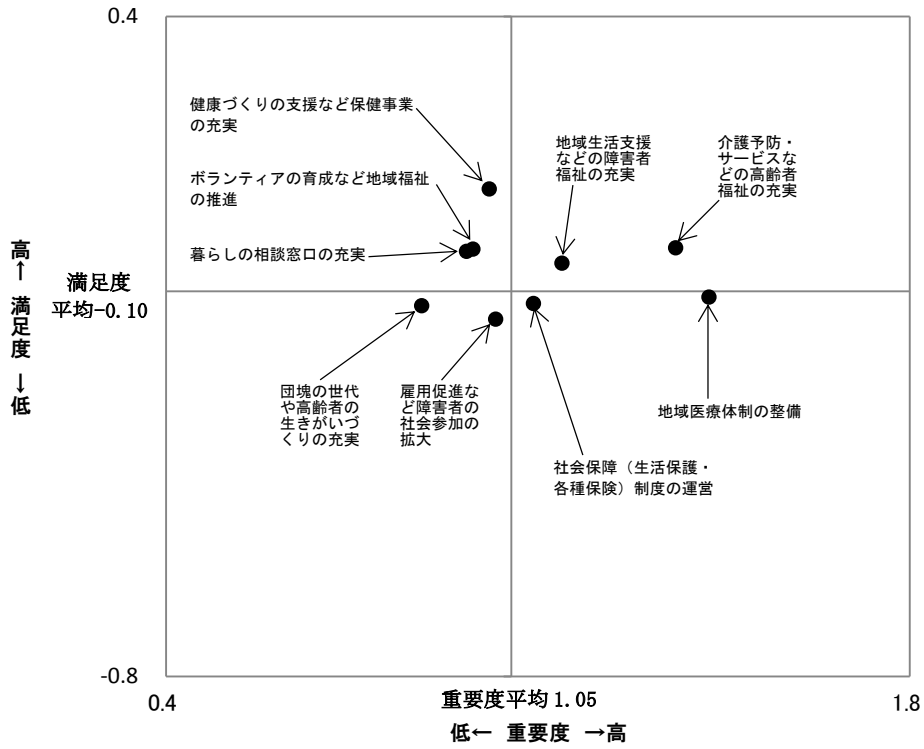 0.4
健康づくりの支援など保健事業
の充実
ボランティアの育成など地域福祉
の推進
暮らしの相談窓口の充実
地域生活支援
などの障害者
福祉の充実
介護予防・
サービスな
どの高齢者
福祉の充実
高↑ 満足度 ↓低
満足度
平均-0.10
団塊の世代
や高齢者の
生きがいづ
くりの充実
雇用促進な
ど障害者の
社会参加の
拡大
社会保障（生活保護・
各種保険）制度の運営
地域医療体制の整備
-0.8
0.4
重要度平均1.05
1.8
低← 重要度 →高